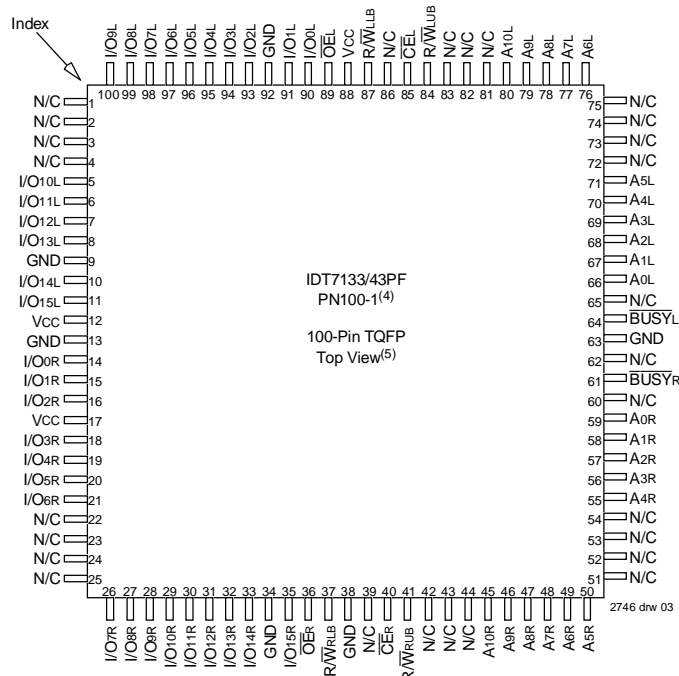 Index
I/O9L
I/O8L
I/O7L
I/O6L
I/O5L
I/O4L
I/O3L
I/O2L
GND
I/O1L
I/O0L
OEL
VCC
R/WLLB
N/C
CEL
R/WLUB
N/C
N/C
N/C
A10L
A9L
A8L
A7L
A6L
100 99 98 97 96 95 94 93 92 91 90 89 88 87 86 85 84 83 82 81 80 79 78 77 76
N/C 1
N/C 2
N/C 3
N/C 4
I/O10L 5
I/O11L 6
I/O12L 7
I/O13L 8
GND 9
I/O14L 10
I/O15L 11
VCC 12
GND 13
I/O0R 14
I/O1R 15
I/O2R 16
VCC 17
I/O3R 18
I/O4R 19
I/O5R 20
I/O6R 21
N/C 22
N/C 23
N/C 24
N/C 25
IDT7133/43PF
PN100-1(4)
100-Pin TQFP
Top View(5)
75 N/C
74 N/C
73 N/C
72 N/C
71 A5L
70 A4L
69 A3L
68 A2L
67 A1L
66 A0L
65 N/C
64 BUSYL
63 GND
62 N/C
61 BUSYR
60 N/C
59 A0R
58 A1R
57 A2R
56 A3R
55 A4R
54 N/C
53 N/C
52 N/C
51 N/C
26 27 28 29 30 31 32 33 34 35 36 37 38 39 40 41 42 43 44 45 46 47 48 49 50
I/O7R
I/O8R
I/O9R
I/O10R
I/O11R
I/O12R
I/O13R
I/O14R
GND
I/O15R
OER
R/WRLB
GND
N/C
CER
R/WRUB
N/C
N/C
N/C
A10R
A9R
A8R
A7R
A6R
A5R
2746 drw 03